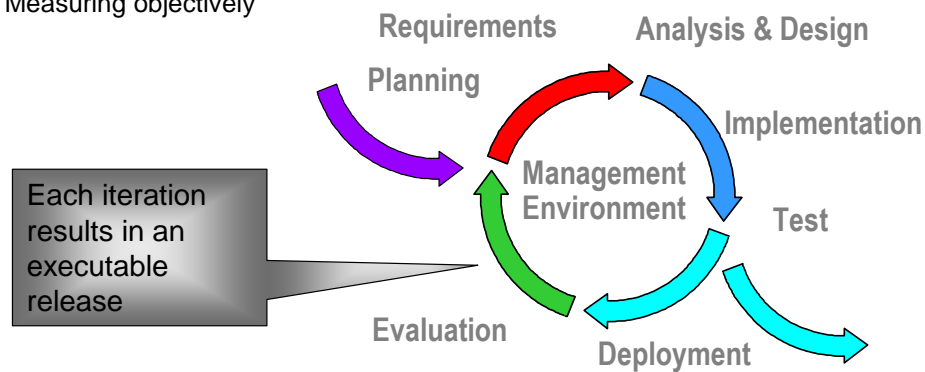 Measuring objectively
Requirements
Analysis & Design
Planning
Implementation
Management
Environment
Each iteration
results in an
executable
release
Test
Evaluation
Deployment